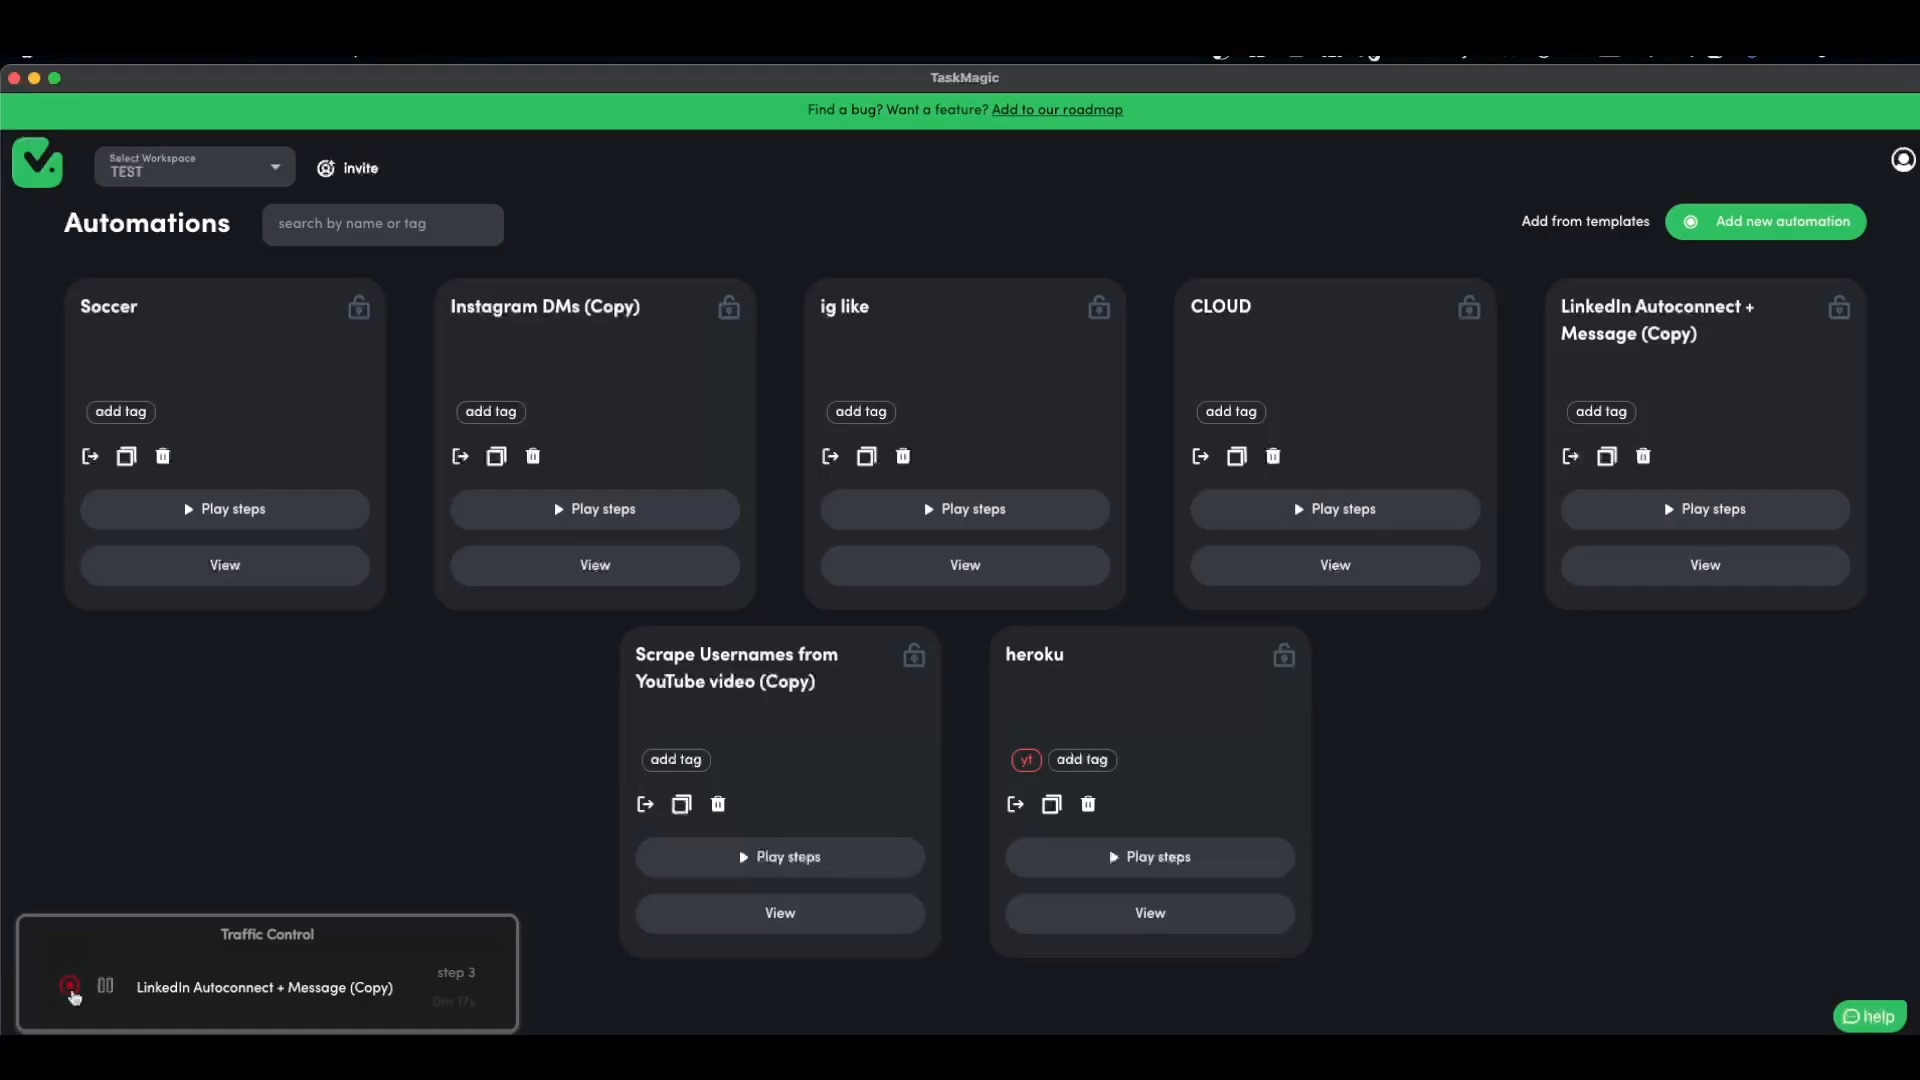 TaskMagic
Find a bug? Want a feature? Add to our roadmap
Select Workspace
TEST
invite
Automations
search by name or tag
Add from templates
Add new automation
Soccer
add tag
Play steps
View
Instagram DMs (Copy)
add tag
Play steps
View
ig like
add tag
Play steps
View
CLOUD
add tag
Play steps
View
LinkedIn Autoconnect +
Message (Copy)
add tag
Play steps
View
Scrape Usernames from
YouTube video (Copy)
add tag
Play steps
View
heroku
yt add tag
Play steps
View
Traffic Control
step 3
LinkedIn Autoconnect + Message (Copy)
0m 17s
help